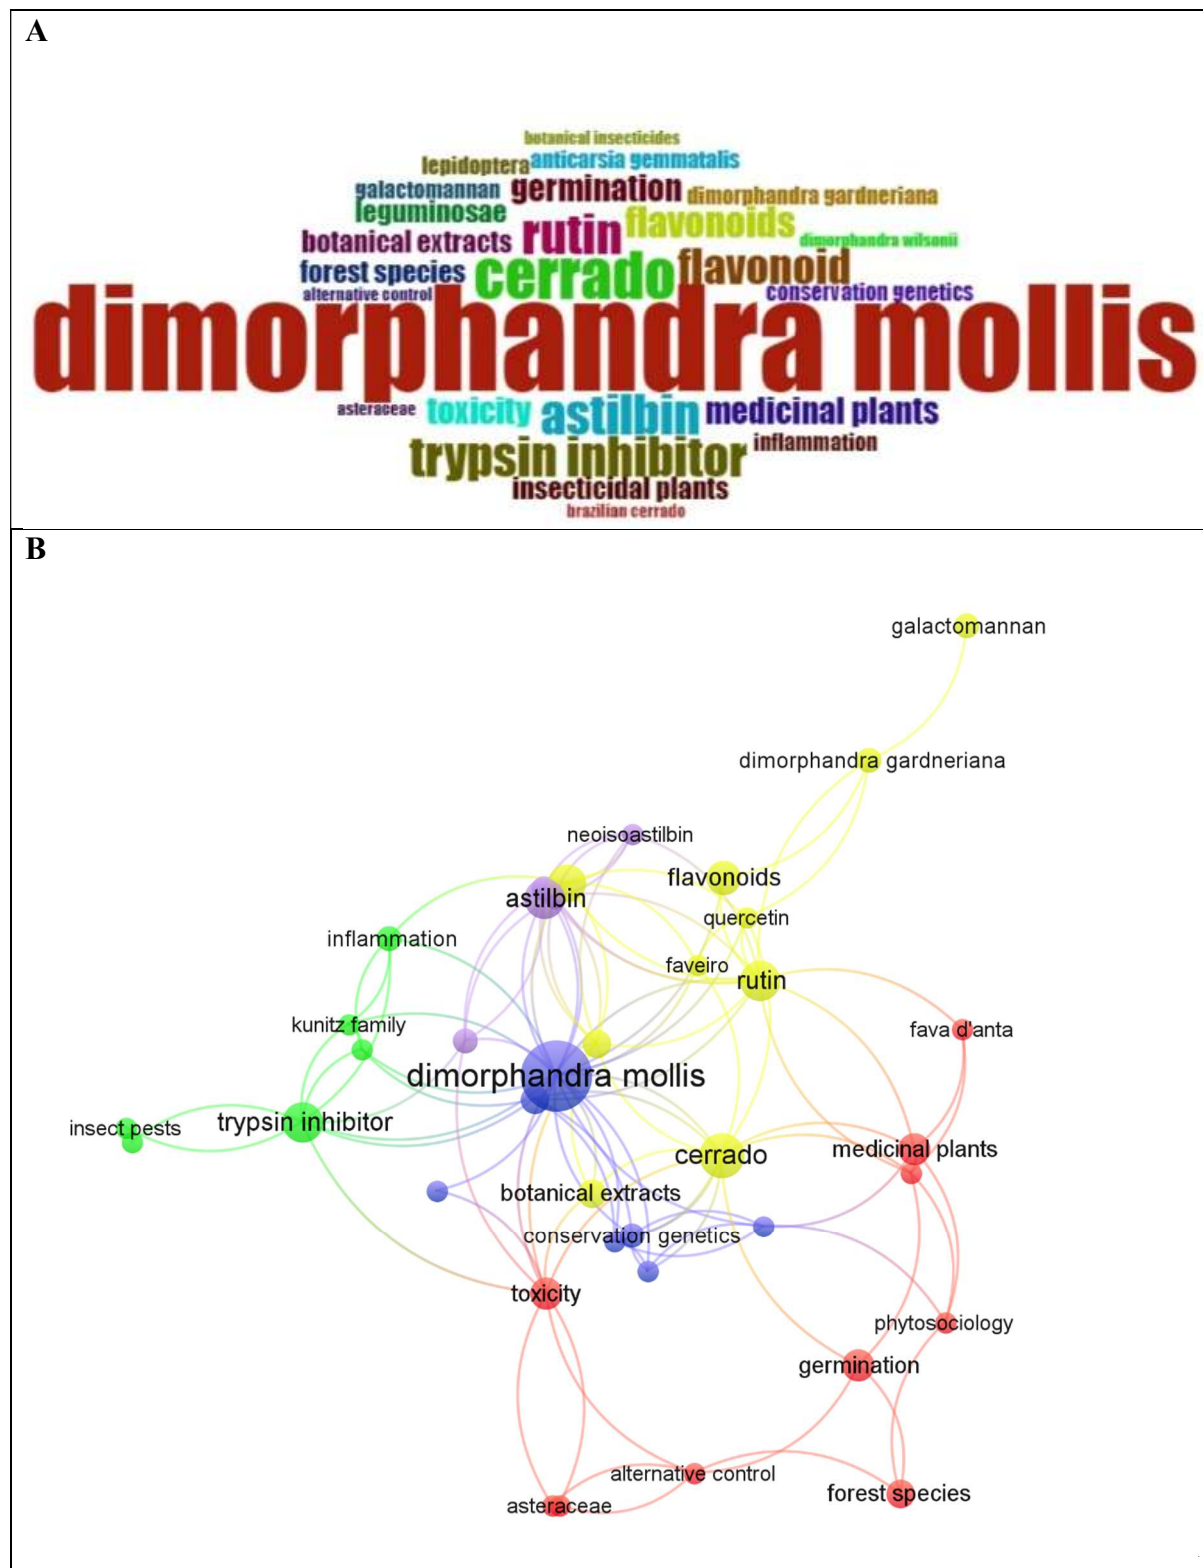 A
botanical insecticides
lepidoptera anticarsia gemmatalis
galactomannan germination dimorphandra gardneriana
leguminosae
botanical extracts rutin flavonoids dimorphandra wilsonii
forest species cerrado flavonoid
alternative control conservation genetics
dimorphandra mollis
asteraceae toxicity astilbin medicinal plants
trypsin inhibitor inflammation
insecticidal plants
brazilian cerrado
B
galactomannan
dimorphandra gardneriana
neoisoastilbin
flavonoids
astilbin
quercetin
inflammation
faveiro
rutin
kunitz family
fava d'anta
dimorphandra mollis
insect pests
trypsin inhibitor
cerrado
medicinal plants
botanical extracts
conservation genetics
toxicity
phytosociology
germination
alternative control
forest species
asteraceae